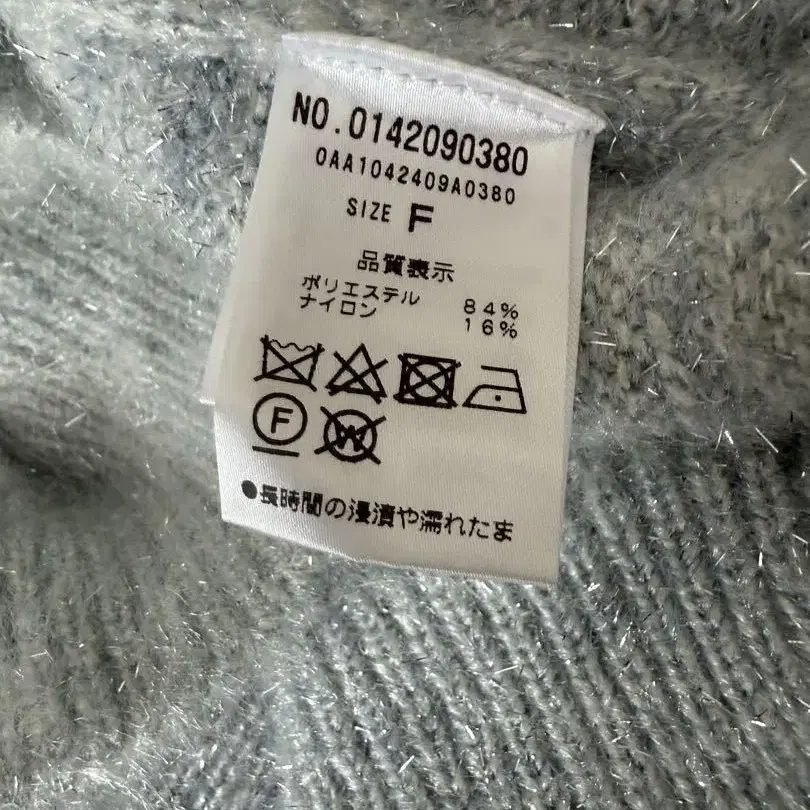 NO.0142090380
0AA1042409A0380
SIZE F
品質表示
ポリエステル 84%
ナイロン 16%
F W
●長時間の浸漬や濡れたま